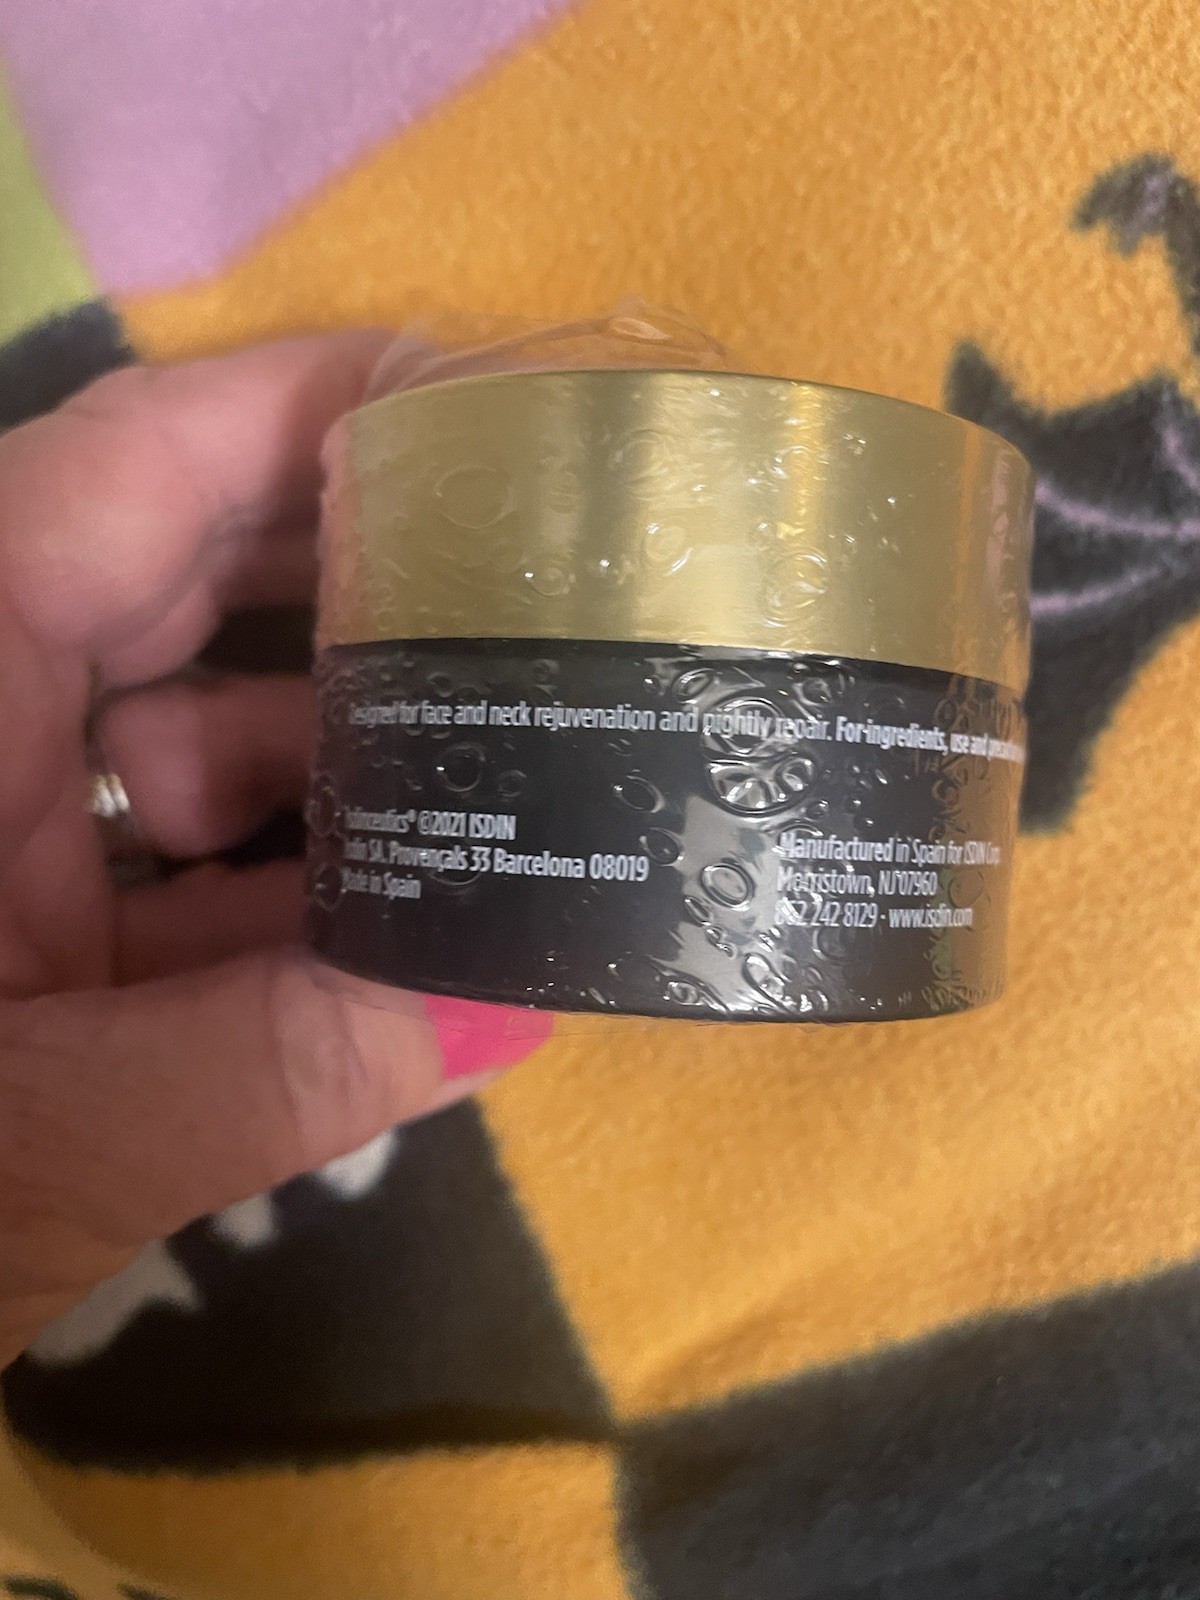 Designed for face and neck rejuvenation and nightly repair. For ingredients, use and
Isdinceutics® ©2021 ISDIN
Isdin SA. Provençals 33 Barcelona 08019
Made in Spain
Manufactured in Spain for ISDIN Corp.
Morristown, NJ 07960
862 242 8129 · www.isdin.com